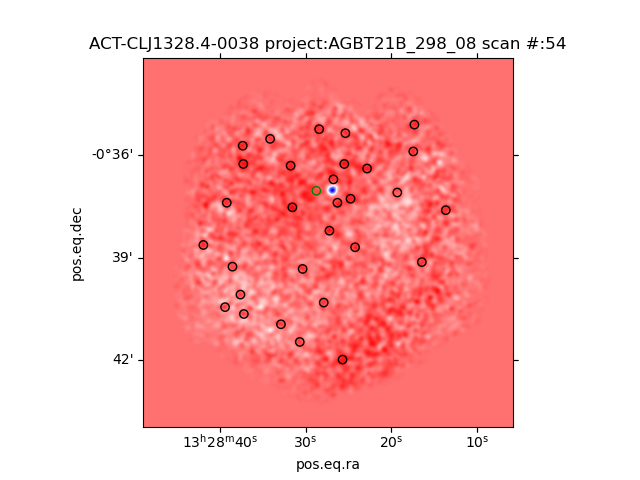 ACT-CLJ1328.4-0038 project:AGBT21B_298_08 scan #:54
-0°36'
39'
42'
pos.eq.dec
13h28m40s 30s 20s 10s
pos.eq.ra